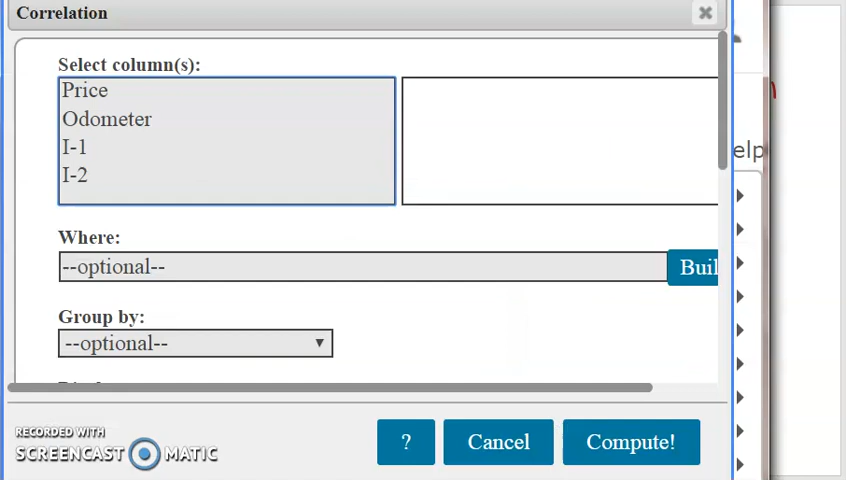 Correlation
Select column(s):
Price
Odometer
I-1
I-2
Where:
--optional--
Buil
Group by:
--optional--
elp
? Cancel Compute!
RECORDED WITH
SCREENCAST MATIC